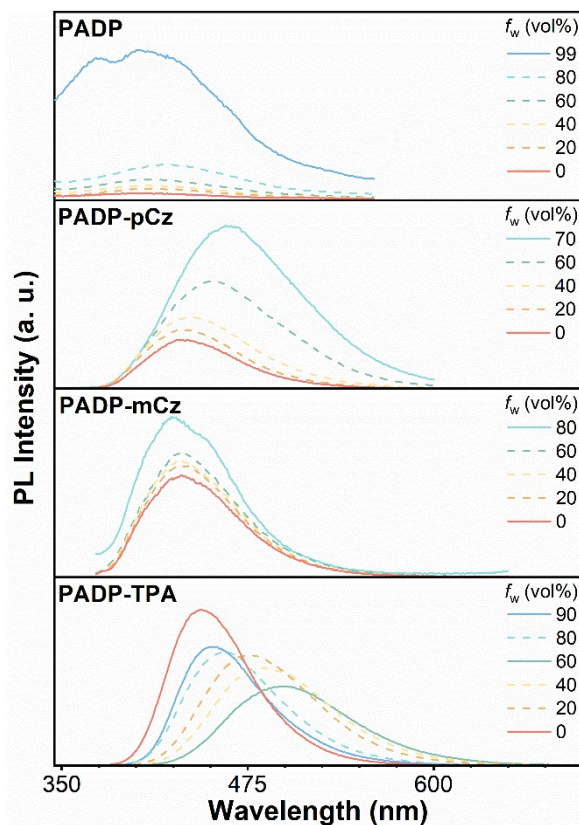 PADP
fw (vol%)
99
80
60
40
20
0
PADP-pCz
fw (vol%)
70
60
40
20
0
PADP-mCz
fw (vol%)
80
60
40
20
0
PADP-TPA
fw (vol%)
90
80
60
40
20
0
PL Intensity (a. u.)
350 475 600
Wavelength (nm)